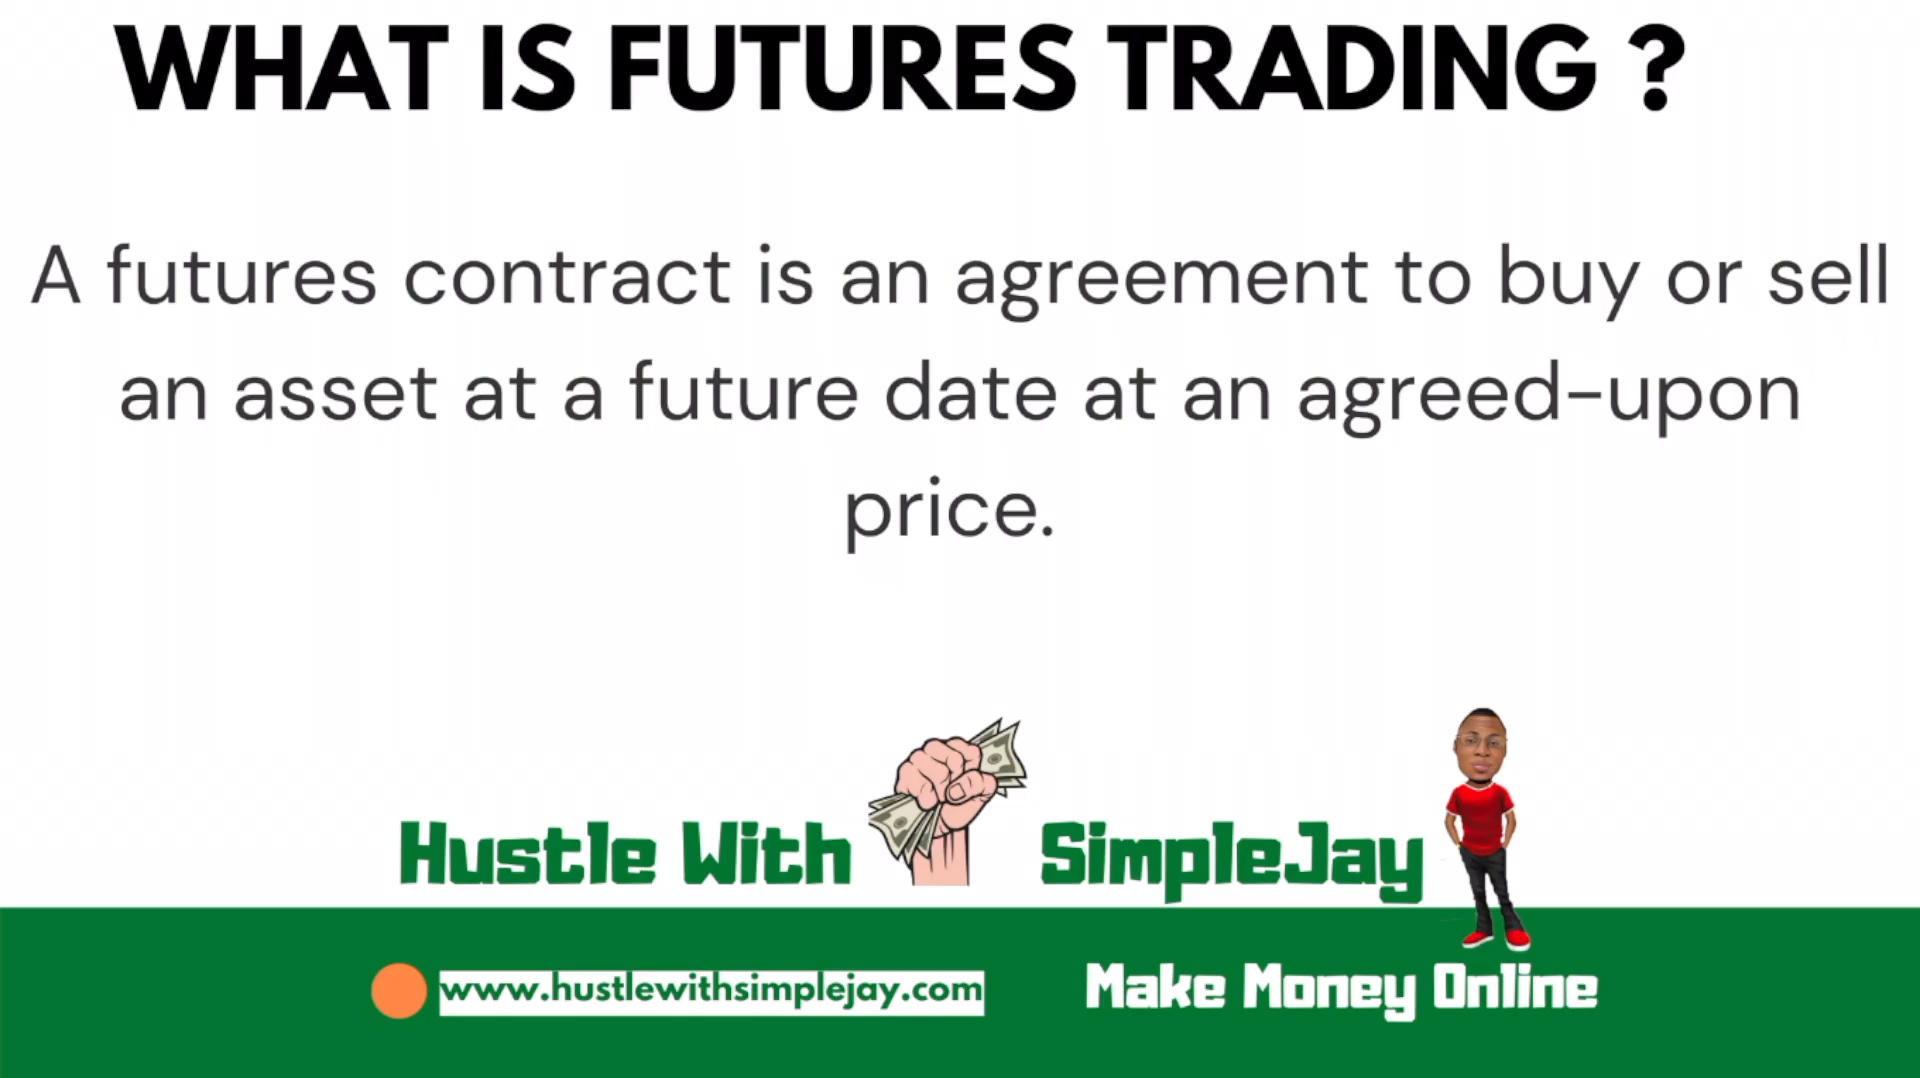 WHAT IS FUTURES TRADING ?
A futures contract is an agreement to buy or sell
an asset at a future date at an agreed-upon
price.
Hustle With SimpleJay
www.hustlewithsimplejay.com
Make Money Online